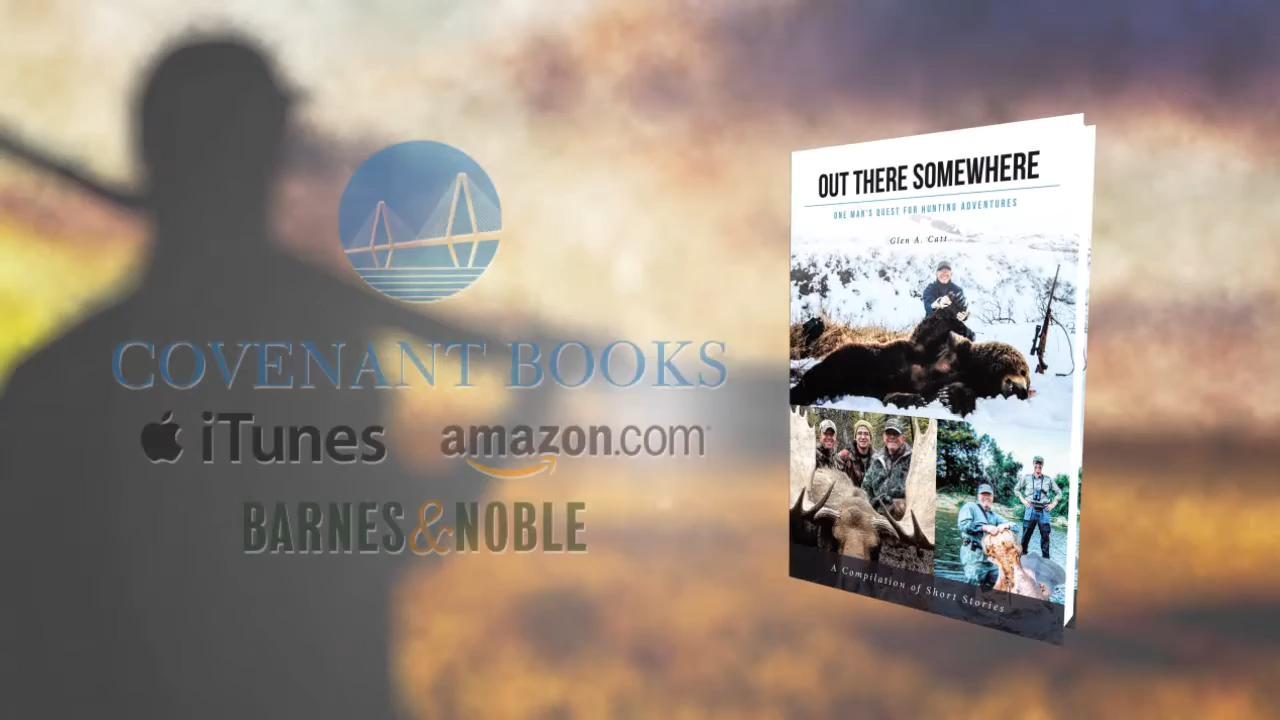 COVENANT BOOKS
iTunes
amazon.com
BARNES&NOBLE
OUT THERE SOMEWHERE
ONE MAN'S QUEST FOR HUNTING ADVENTURES
Glen A. Catt
A Compilation of Short Stories